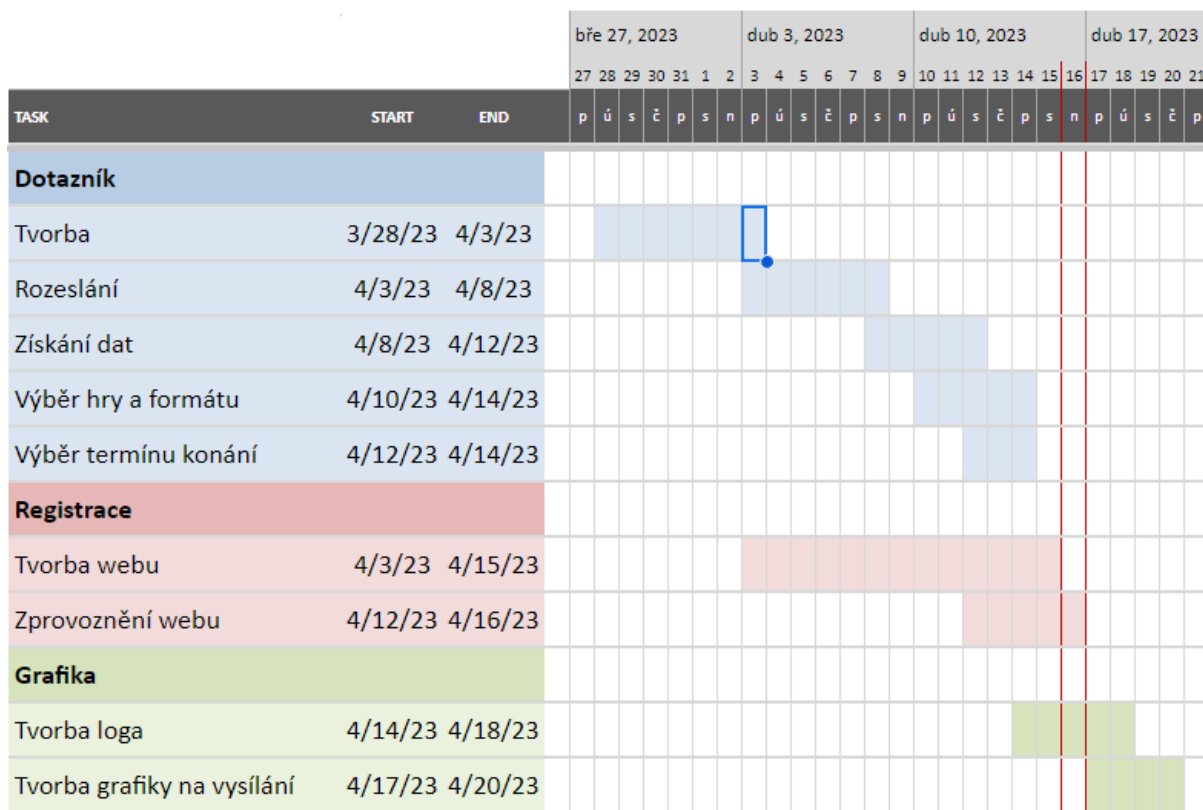 bře 27, 2023 dub 3, 2023 dub 10, 2023 dub 17, 2023
27 28 29 30 31 1 2 3 4 5 6 7 8 9 10 11 12 13 14 15 16 17 18 19 20 21
TASK START END p ú s č p s n p ú s č p s n p ú s č p s n p ú s č p
Dotazník
Tvorba 3/28/23 4/3/23
Rozeslání 4/3/23 4/8/23
Získání dat 4/8/23 4/12/23
Výběr hry a formátu 4/10/23 4/14/23
Výběr termínu konání 4/12/23 4/14/23
Registrace
Tvorba webu 4/3/23 4/15/23
Zprovoznění webu 4/12/23 4/16/23
Grafika
Tvorba loga 4/14/23 4/18/23
Tvorba grafiky na vysílání 4/17/23 4/20/23